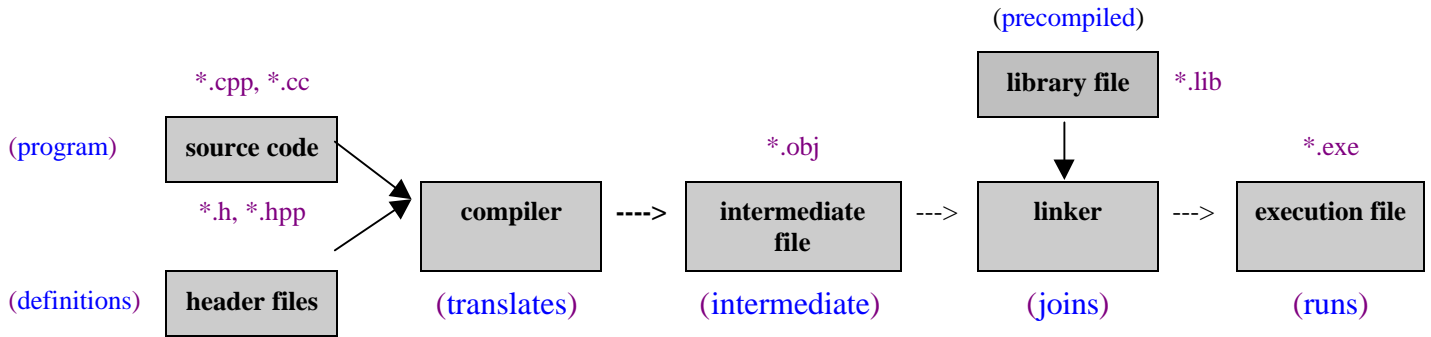 (precompiled)
*.cpp, *.cc
library file
*.lib
(program)
source code
*.obj
*.exe
*.h, *.hpp
compiler
---->
intermediate
file
--->
linker
--->
execution file
(definitions)
header files
(translates)
(intermediate)
(joins)
(runs)